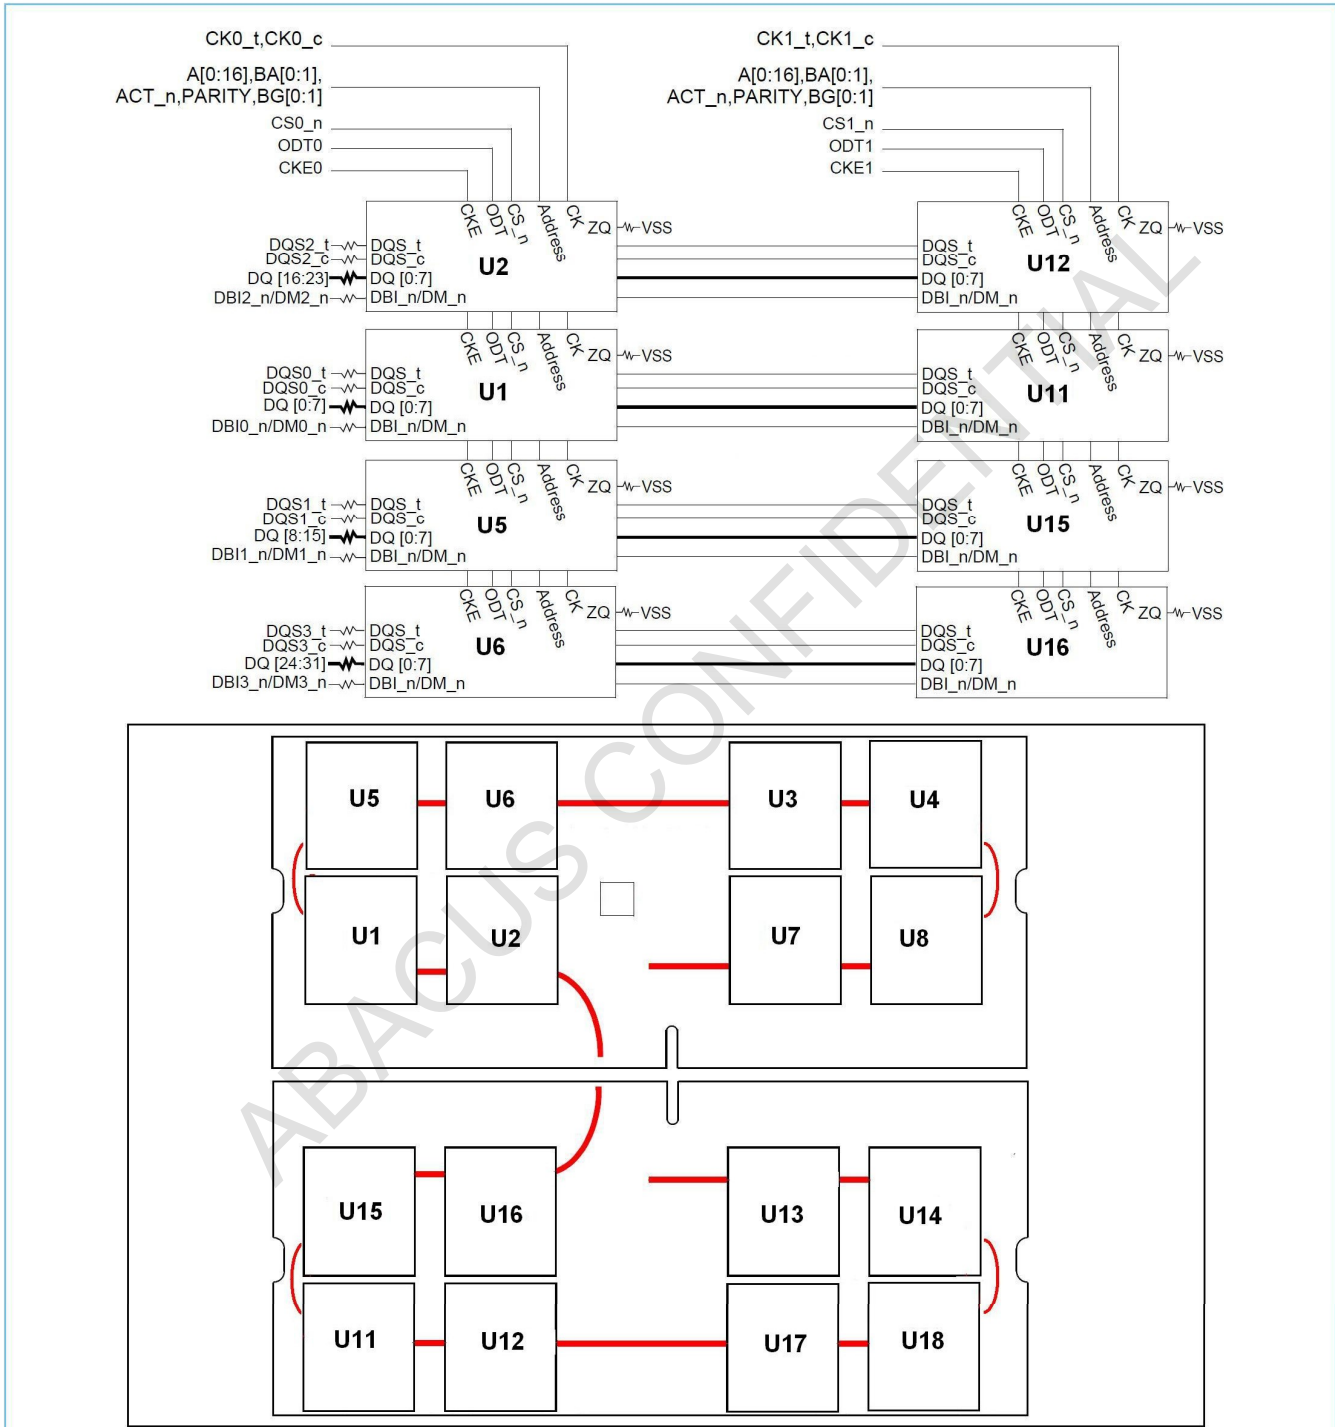 CK0_t,CK0_c
A[0:16],BA[0:1],
ACT_n,PARITY,BG[0:1]
CS0_n
ODT0
CKE0
CK1_t,CK1_c
A[0:16],BA[0:1],
ACT_n,PARITY,BG[0:1]
CS1_n
ODT1
CKE1
CKE ODT CS_n Address CK ZQ VSS
DQS2_t DQS_t
DQS2_c DQS_c
DQ [16:23] DQ [0:7]
DBI2_n/DM2_n DBI_n/DM_n
U2
CKE ODT CS_n Address CK ZQ VSS
DQS_t
DQS_c
DQ [0:7]
DBI_n/DM_n
U12
CKE ODT CS_n Address CK ZQ VSS
DQS0_t DQS_t
DQS0_c DQS_c
DQ [0:7] DQ [0:7]
DBI0_n/DM0_n DBI_n/DM_n
U1
CKE ODT CS_n Address CK ZQ VSS
DQS_t
DQS_c
DQ [0:7]
DBI_n/DM_n
U11
CKE ODT CS_n Address CK ZQ VSS
DQS1_t DQS_t
DQS1_c DQS_c
DQ [8:15] DQ [0:7]
DBI1_n/DM1_n DBI_n/DM_n
U5
CKE ODT CS_n Address CK ZQ VSS
DQS_t
DQS_c
DQ [0:7]
DBI_n/DM_n
U15
CKE ODT CS_n Address CK ZQ VSS
DQS3_t DQS_t
DQS3_c DQS_c
DQ [24:31] DQ [0:7]
DBI3_n/DM3_n DBI_n/DM_n
U6
CKE ODT CS_n Address CK ZQ VSS
DQS_t
DQS_c
DQ [0:7]
DBI_n/DM_n
U16
ABACUS CONFIDENTIAL
U5 U6 U3 U4
U1 U2 U7 U8
U15 U16 U13 U14
U11 U12 U17 U18